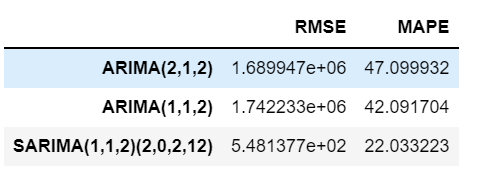 RMSE MAPE
ARIMA(2,1,2) 1.689947e+06 47.099932
ARIMA(1,1,2) 1.742233e+06 42.091704
SARIMA(1,1,2)(2,0,2,12) 5.481377e+02 22.033223